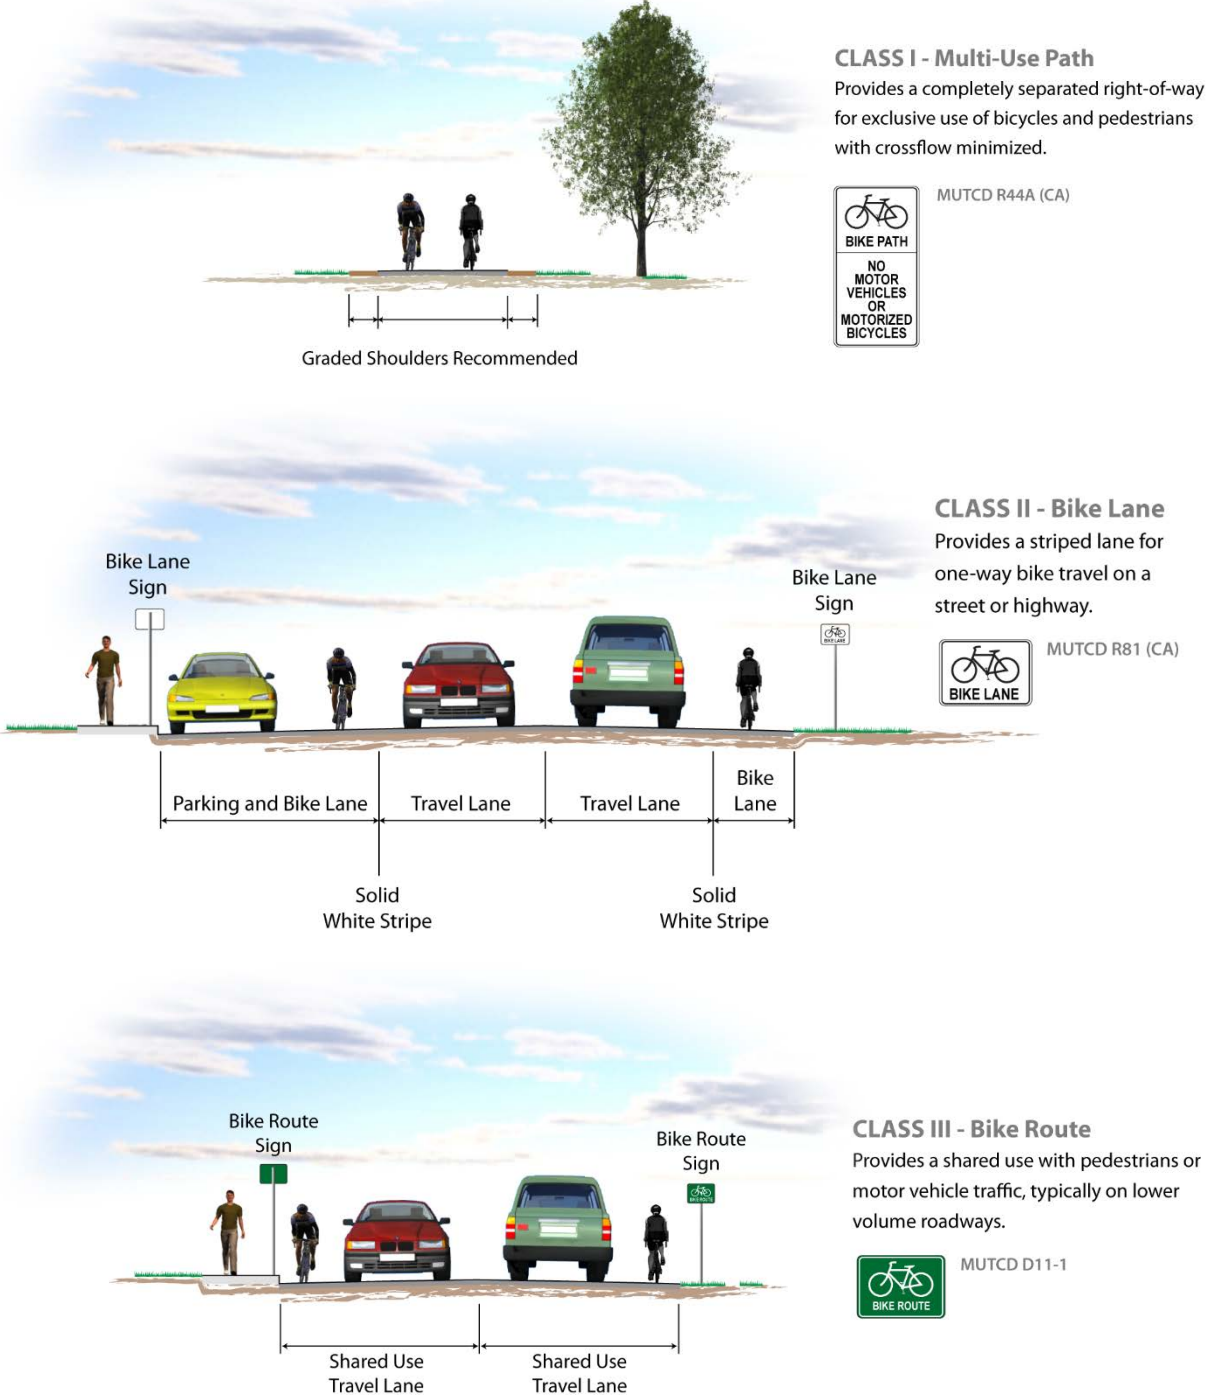 CLASS I - Multi-Use Path
Provides a completely separated right-of-way
for exclusive use of bicycles and pedestrians
with crossflow minimized.
MUTCD R44A (CA)
BIKE PATH
NO
MOTOR
VEHICLES
OR
MOTORIZED
BICYCLES
Graded Shoulders Recommended
CLASS II - Bike Lane
Provides a striped lane for
one-way bike travel on a
street or highway.
MUTCD R81 (CA)
BIKE LANE
Bike Lane
Sign
Bike Lane
Sign
BIKE LANE
Parking and Bike Lane
Travel Lane
Travel Lane
Bike
Lane
Solid
White Stripe
Solid
White Stripe
CLASS III - Bike Route
Provides a shared use with pedestrians or
motor vehicle traffic, typically on lower
volume roadways.
MUTCD D11-1
BIKE ROUTE
Bike Route
Sign
Bike Route
Sign
BIKE ROUTE
Shared Use
Travel Lane
Shared Use
Travel Lane